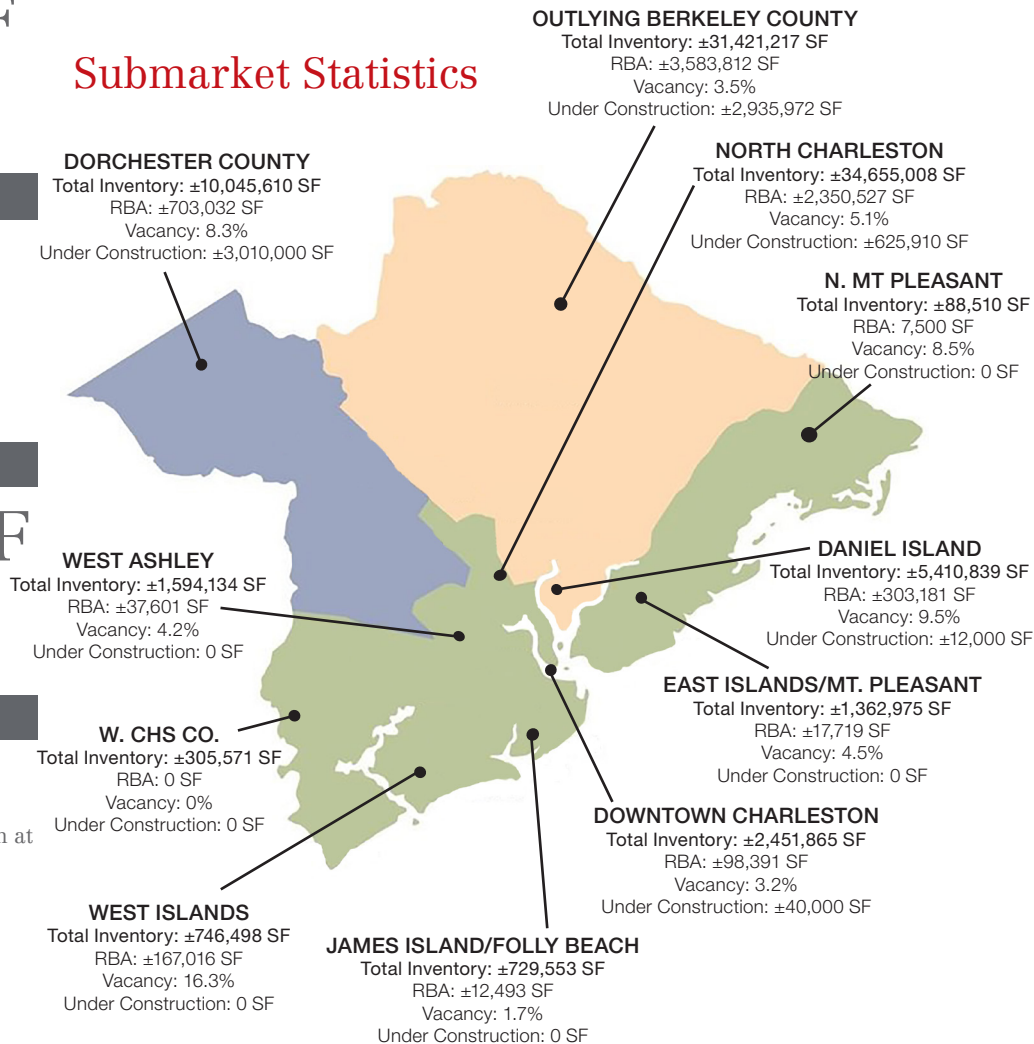 F
Submarket Statistics
OUTLYING BERKELEY COUNTY
Total Inventory: ±31,421,217 SF
RBA: ±3,583,812 SF
Vacancy: 3.5%
Under Construction: ±2,935,972 SF
DORCHESTER COUNTY
Total Inventory: ±10,045,610 SF
RBA: ±703,032 SF
Vacancy: 8.3%
Under Construction: ±3,010,000 SF
NORTH CHARLESTON
Total Inventory: ±34,655,008 SF
RBA: ±2,350,527 SF
Vacancy: 5.1%
Under Construction: ±625,910 SF
N. MT PLEASANT
Total Inventory: ±88,510 SF
RBA: 7,500 SF
Vacancy: 8.5%
Under Construction: 0 SF
F
WEST ASHLEY
Total Inventory: ±1,594,134 SF
RBA: ±37,601 SF
Vacancy: 4.2%
Under Construction: 0 SF
DANIEL ISLAND
Total Inventory: ±5,410,839 SF
RBA: ±303,181 SF
Vacancy: 9.5%
Under Construction: ±12,000 SF
EAST ISLANDS/MT. PLEASANT
Total Inventory: ±1,362,975 SF
RBA: ±17,719 SF
Vacancy: 4.5%
Under Construction: 0 SF
W. CHS CO.
Total Inventory: ±305,571 SF
RBA: 0 SF
Vacancy: 0%
Under Construction: 0 SF
at
DOWNTOWN CHARLESTON
Total Inventory: ±2,451,865 SF
RBA: ±98,391 SF
Vacancy: 3.2%
Under Construction: ±40,000 SF
WEST ISLANDS
Total Inventory: ±746,498 SF
RBA: ±167,016 SF
Vacancy: 16.3%
Under Construction: 0 SF
JAMES ISLAND/FOLLY BEACH
Total Inventory: ±729,553 SF
RBA: ±12,493 SF
Vacancy: 1.7%
Under Construction: 0 SF